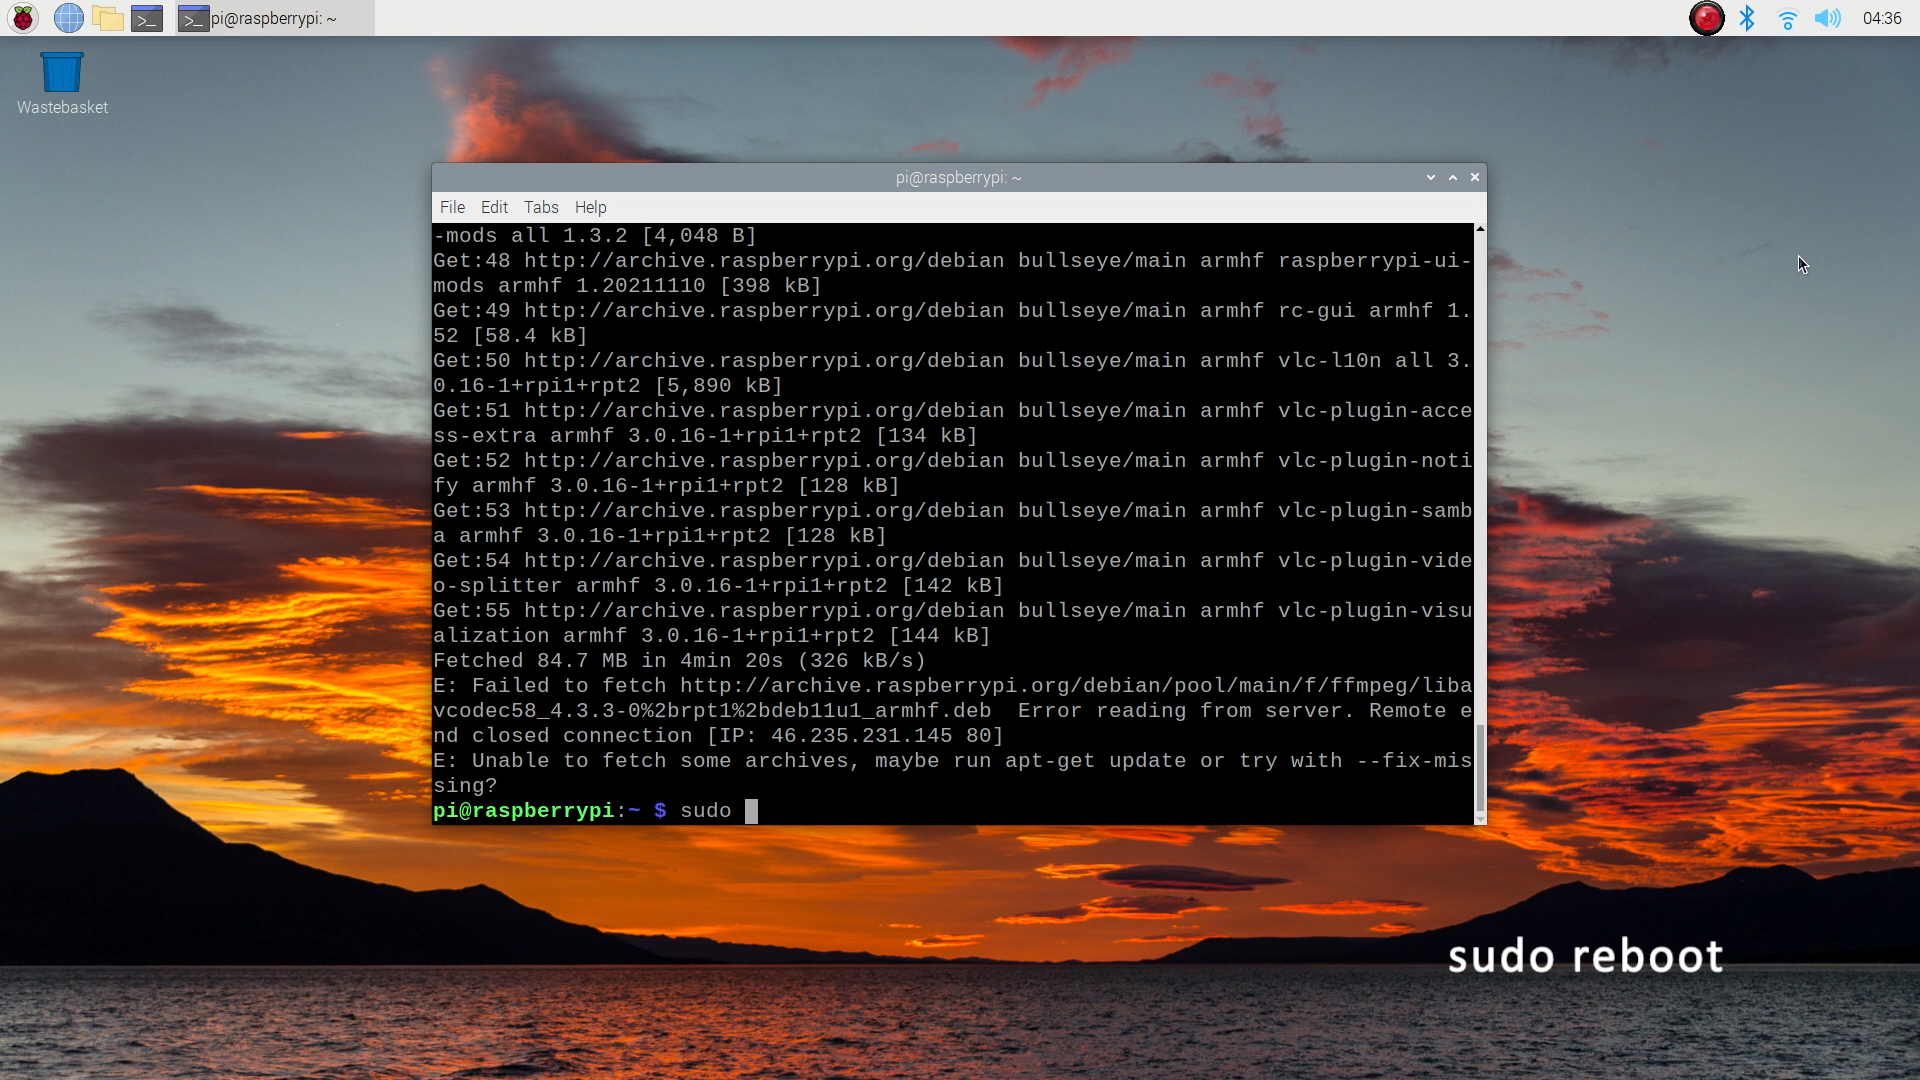 pi@raspberrypi: ~
04:36
Wastebasket
pi@raspberrypi: ~
File Edit Tabs Help
-mods all 1.3.2 [4,048 B]
Get:48 http://archive.raspberrypi.org/debian bullseye/main armhf raspberrypi-ui-
mods armhf 1.20211110 [398 kB]
Get:49 http://archive.raspberrypi.org/debian bullseye/main armhf rc-gui armhf 1.
52 [58.4 kB]
Get:50 http://archive.raspberrypi.org/debian bullseye/main armhf vlc-l10n all 3.
0.16-1+rpi1+rpt2 [5,890 kB]
Get:51 http://archive.raspberrypi.org/debian bullseye/main armhf vlc-plugin-acce
ss-extra armhf 3.0.16-1+rpi1+rpt2 [134 kB]
Get:52 http://archive.raspberrypi.org/debian bullseye/main armhf vlc-plugin-noti
fy armhf 3.0.16-1+rpi1+rpt2 [128 kB]
Get:53 http://archive.raspberrypi.org/debian bullseye/main armhf vlc-plugin-samb
a armhf 3.0.16-1+rpi1+rpt2 [128 kB]
Get:54 http://archive.raspberrypi.org/debian bullseye/main armhf vlc-plugin-vide
o-splitter armhf 3.0.16-1+rpi1+rpt2 [142 kB]
Get:55 http://archive.raspberrypi.org/debian bullseye/main armhf vlc-plugin-visu
alization armhf 3.0.16-1+rpi1+rpt2 [144 kB]
Fetched 84.7 MB in 4min 20s (326 kB/s)
E: Failed to fetch http://archive.raspberrypi.org/debian/pool/main/f/ffmpeg/liba
vcodec58_4.3.3-0%2brpt1%2bdeb11u1_armhf.deb  Error reading from server. Remote e
nd closed connection [IP: 46.235.231.145 80]
E: Unable to fetch some archives, maybe run apt-get update or try with --fix-mis
sing?
pi@raspberrypi:~ $ sudo
sudo reboot